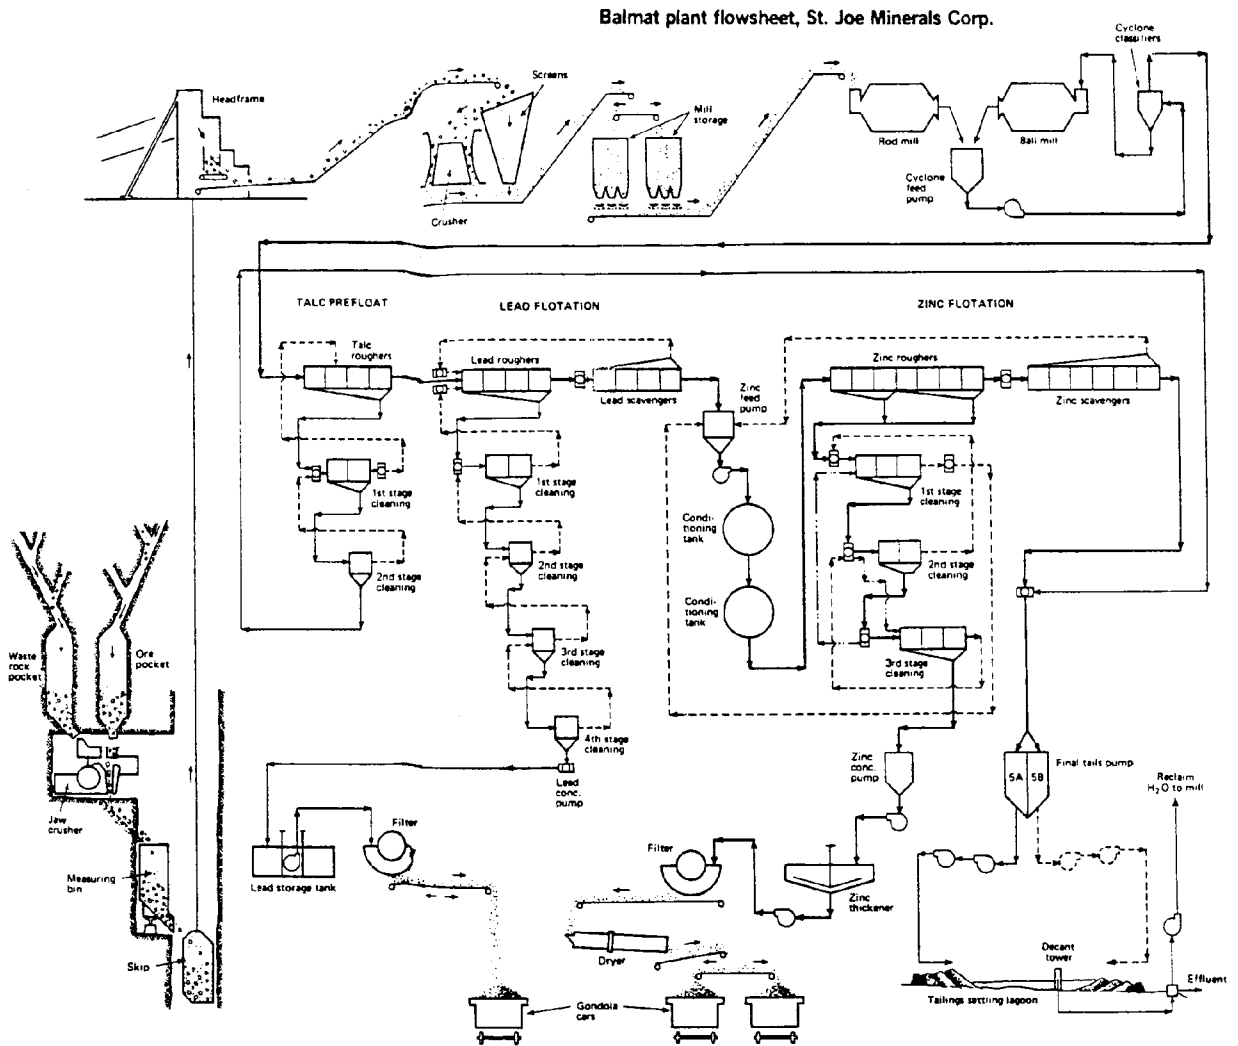 Balmat plant flowsheet, St. Joe Minerals Corp.
Cyclone
classifiers
Headframe
Screens
Mill
storage
Rod mill
Ball mill
Crusher
Cyclone
feed
pump
TALC PREFLOAT
LEAD FLOTATION
ZINC FLOTATION
Talc
roughers
Lead roughers
Lead scavengers
Zinc
feed
pump
Zinc roughers
Zinc scavengers
1st stage
cleaning
2nd stage
cleaning
1st stage
cleaning
2nd stage
cleaning
3rd stage
cleaning
4th stage
cleaning
Lead
conc.
pump
Condi-
tioning
tank
Condi-
tioning
tank
1st stage
cleaning
2nd stage
cleaning
3rd stage
cleaning
Waste
rock
pocket
Ore
pocket
Jaw
crusher
Measuring
bin
Skip
Zinc
conc.
pump
5A
5B
Final tails pump
Reclaim
H2O to mill
Filter
Lead storage tank
Filter
Zinc
thickener
Dryer
Gondola
cars
Decant
tower
Tailings settling lagoon
Effluent